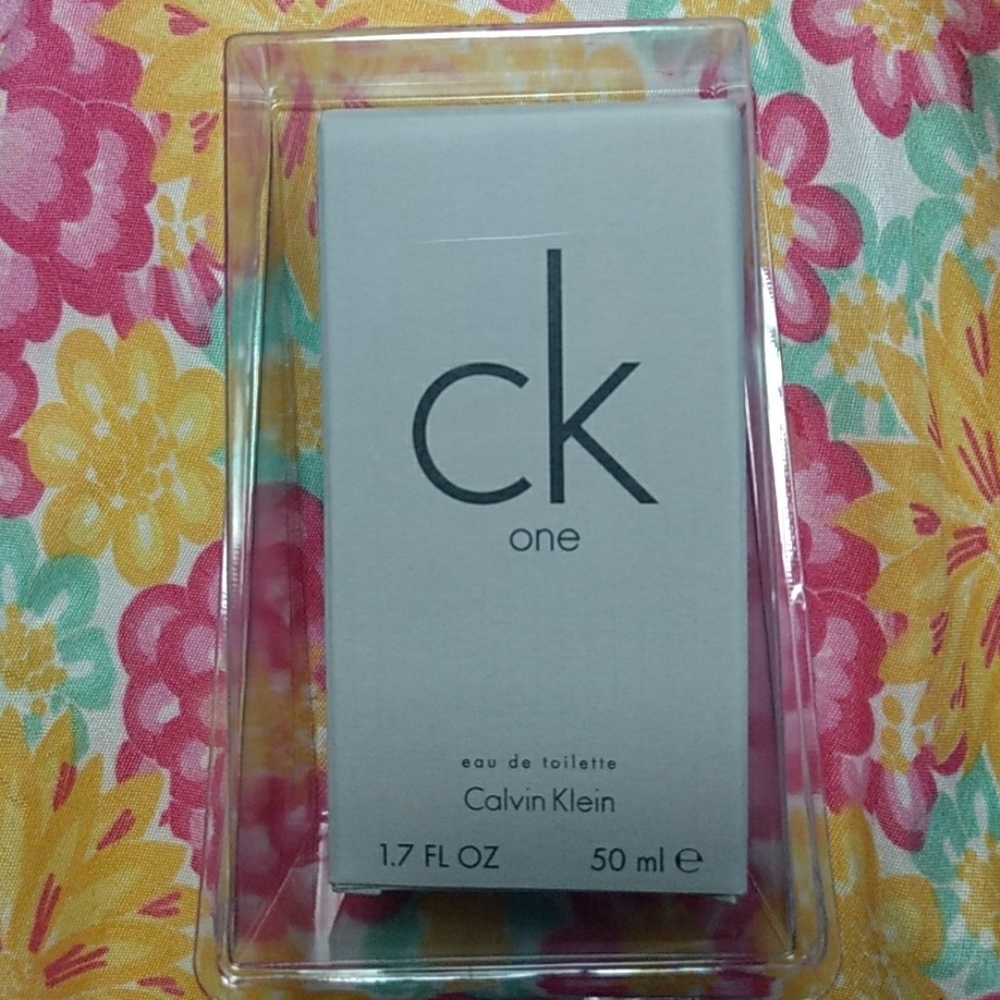 ck
one
eau de toilette
Calvin Klein
1.7 FL OZ 50 ml ℮